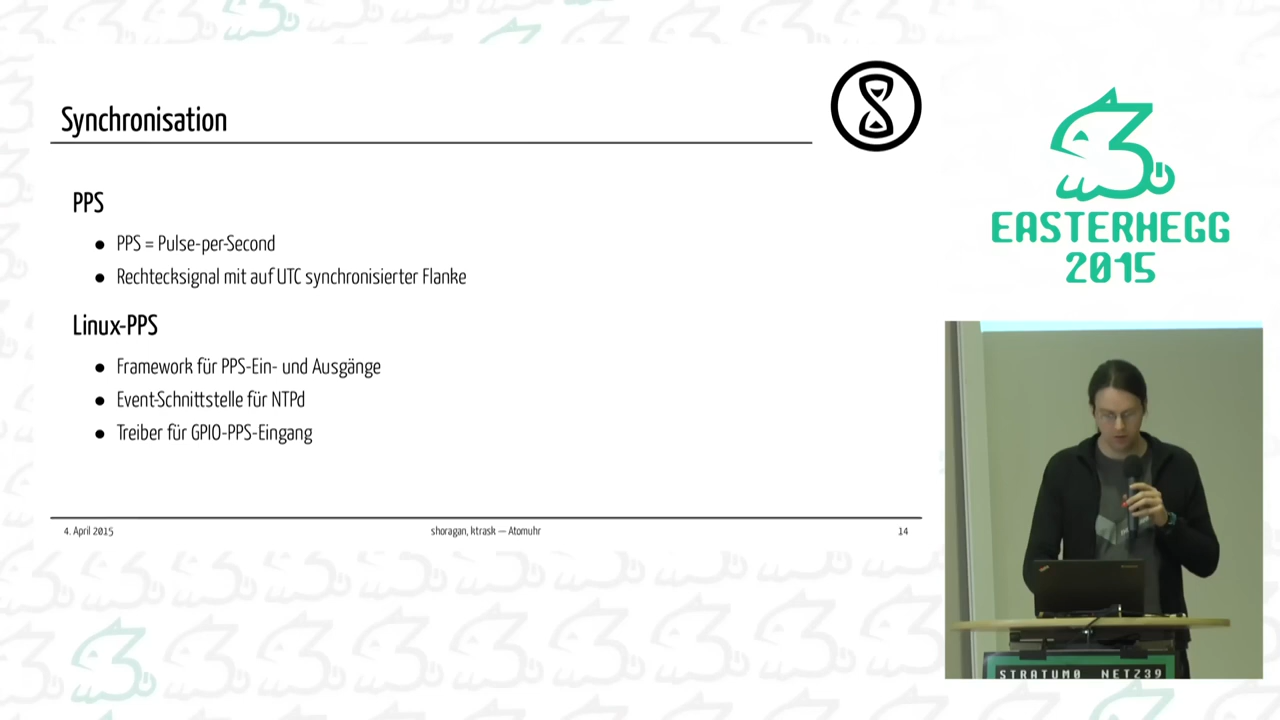 Synchronisation
PPS
● PPS = Pulse-per-Second
● Rechtecksignal mit auf UTC synchronisierter Flanke
Linux-PPS
● Framework für PPS-Ein- und Ausgänge
● Event-Schnittstelle für NTPd
● Treiber für GPIO-PPS-Eingang
4. April 2015
shoragan, ktrask — Atomuhr
14
EASTERHEGG
2015
STRATUM0 NETZ39